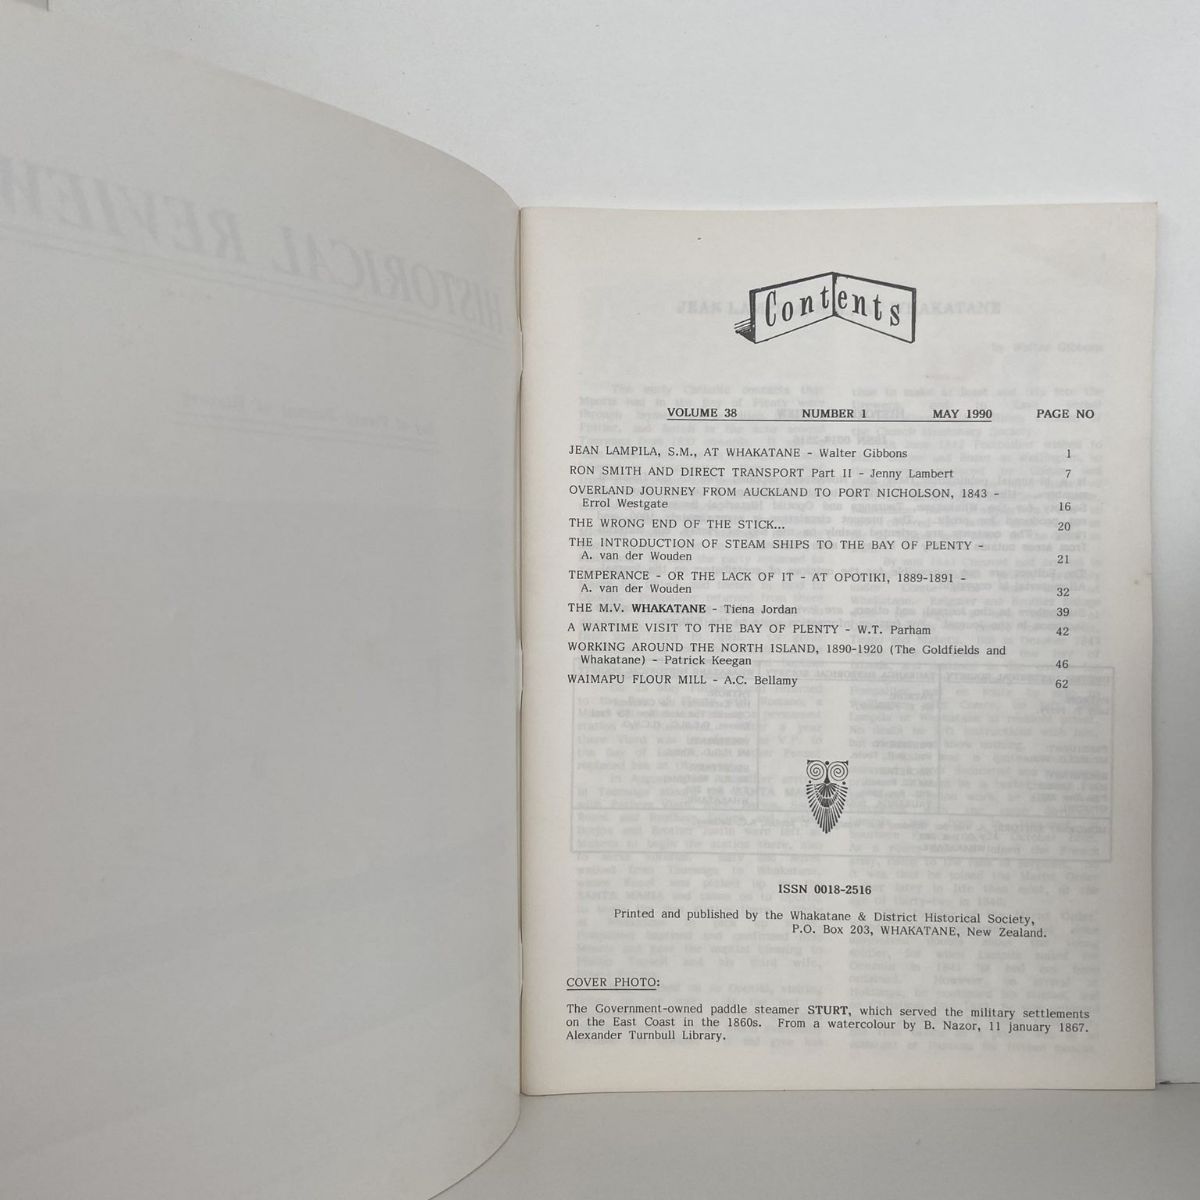 HISTORICAL REVIEW
Contents
VOLUME 38 NUMBER 1 MAY 1990 PAGE NO
JEAN LAMPILA, S.M., AT WHAKATANE - Walter Gibbons 1
RON SMITH AND DIRECT TRANSPORT Part II - Jenny Lambert 7
OVERLAND JOURNEY FROM AUCKLAND TO PORT NICHOLSON, 1843 -
Errol Westgate 16
THE WRONG END OF THE STICK... 20
THE INTRODUCTION OF STEAM SHIPS TO THE BAY OF PLENTY -
A. van der Wouden 21
TEMPERANCE - OR THE LACK OF IT - AT OPOTIKI, 1889-1891 -
A. van der Wouden 32
THE M.V. WHAKATANE - Tiena Jordan 39
A WARTIME VISIT TO THE BAY OF PLENTY - W.T. Parham 42
WORKING AROUND THE NORTH ISLAND, 1890-1920 (The Goldfields and
Whakatane) - Patrick Keegan 46
WAIMAPU FLOUR MILL - A.C. Bellamy 62
ISSN 0018-2516
Printed and published by the Whakatane & District Historical Society,
P.O. Box 203, WHAKATANE, New Zealand.
COVER PHOTO:
The Government-owned paddle steamer STURT, which served the military settlements
on the East Coast in the 1860s. From a watercolour by B. Nazor, 11 january 1867.
Alexander Turnbull Library.